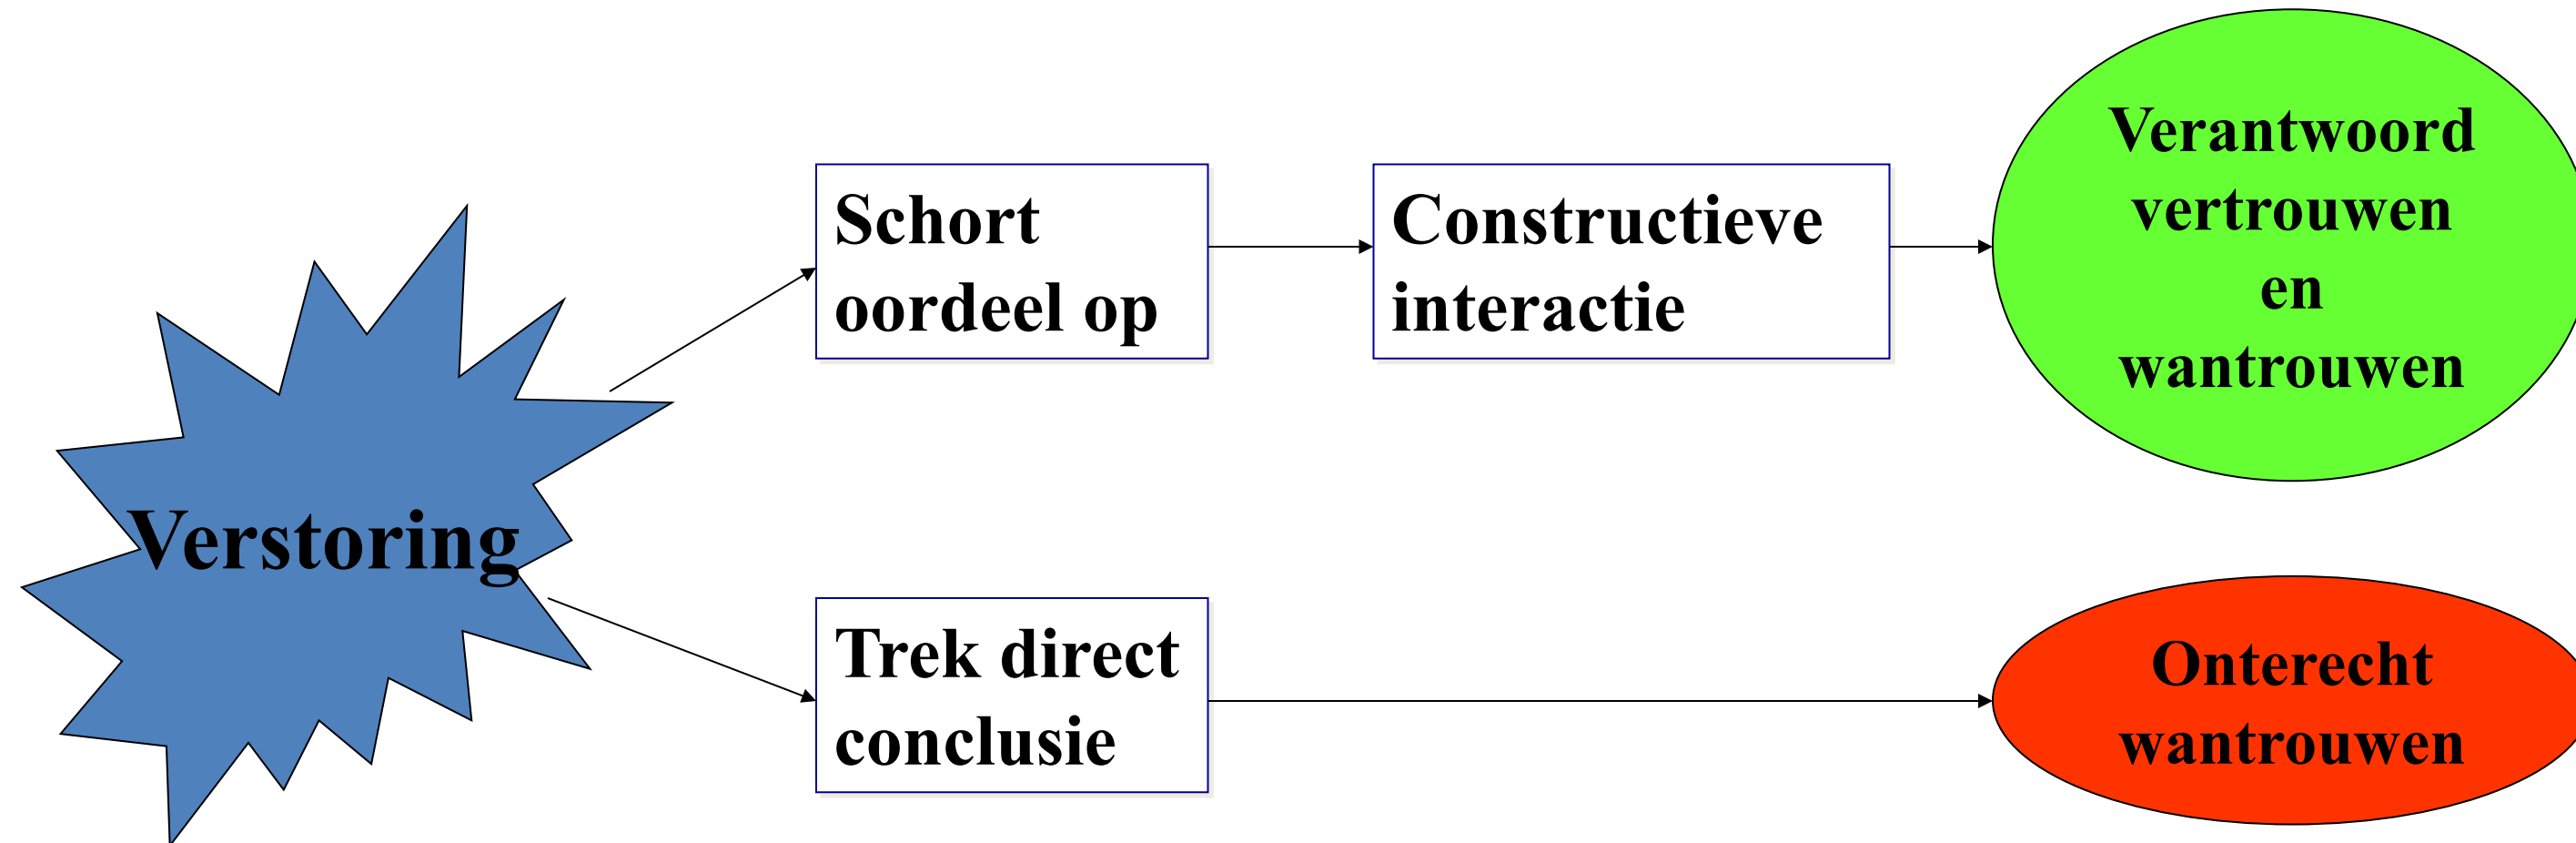 Verstoring
Schort
oordeel op
Constructieve
interactie
Verantwoord
vertrouwen
en
wantrouwen
Trek direct
conclusie
Onterecht
wantrouwen